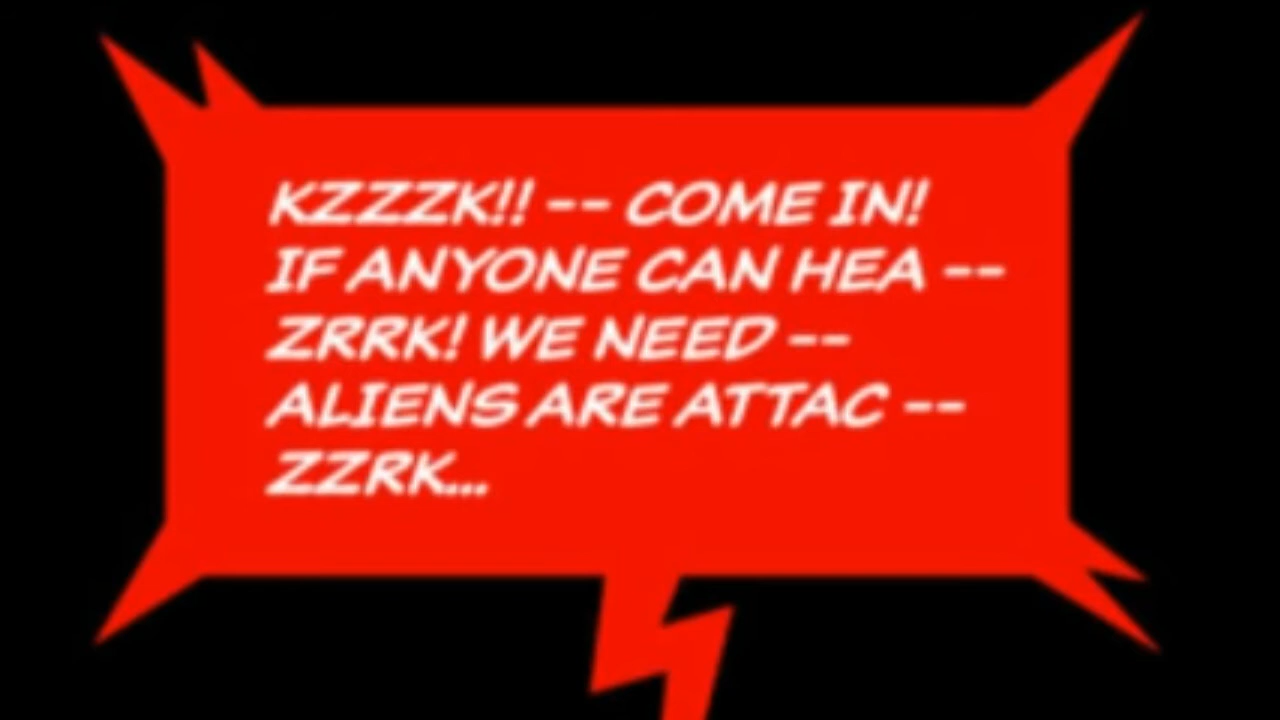 KZZZK!! -- COME IN!
IF ANYONE CAN HEA --
ZRRK! WE NEED --
ALIENS ARE ATTAC --
ZZRK...